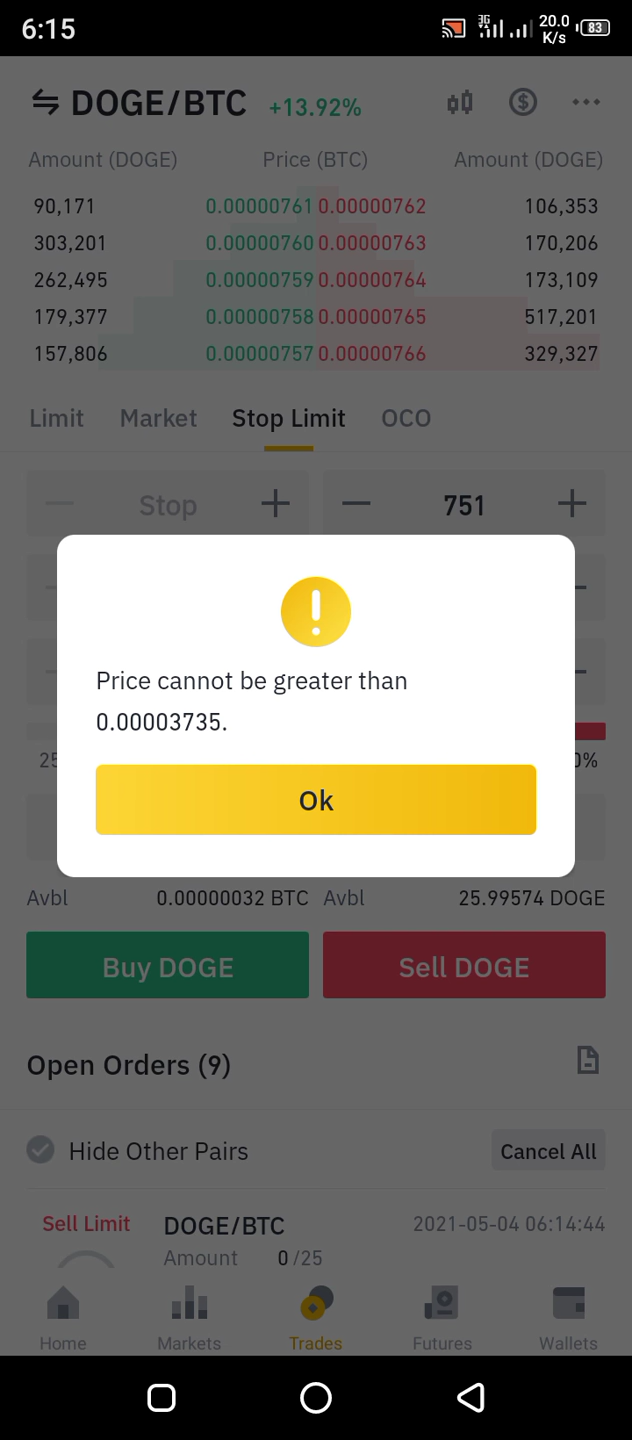 6:15
3G
20.0
K/s
83
DOGE/BTC +13.92%
Amount (DOGE) Price (BTC) Amount (DOGE)
90,171 0.00000761 0.00000762 106,353
303,201 0.00000760 0.00000763 170,206
262,495 0.00000759 0.00000764 173,109
179,377 0.00000758 0.00000765 517,201
157,806 0.00000757 0.00000766 329,327
Limit Market Stop Limit OCO
Stop 751
Price cannot be greater than
0.00003735.
Ok
Avbl 0.00000032 BTC Avbl 25.99574 DOGE
Buy DOGE Sell DOGE
Open Orders (9)
Hide Other Pairs Cancel All
Sell Limit DOGE/BTC 2021-05-04 06:14:44
Amount 0 /25
Home Markets Trades Futures Wallets